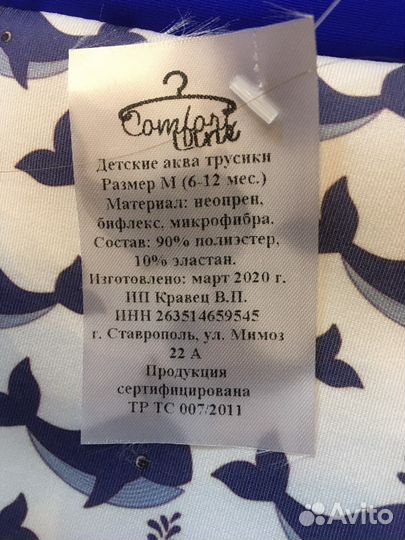 Comfort
Line
Детские аква трусики
Размер М (6-12 мес.)
Материал: неопрен,
бифлекс, микрофибра.
Состав: 90% полиэстер,
10% эластан.
Изготовлено: март 2020 г.
ИП Кравец В.П.
ИНН 263514659545
г. Ставрополь, ул. Мимоз
22 А
Продукция
сертифицирована
ТР ТС 007/2011
Avito